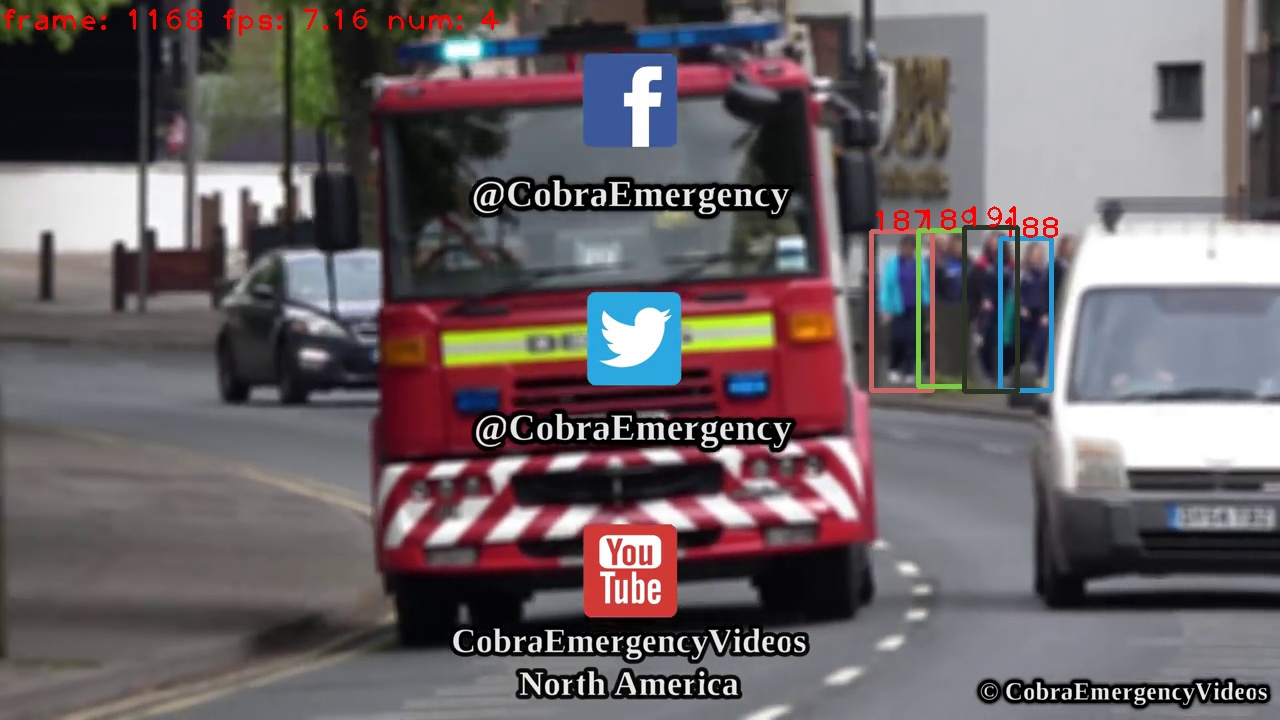 frame: 1168 fps: 7.16 num: 4
f
@CobraEmergency
187
189
191
188
@CobraEmergency
You
Tube
CobraEmergencyVideos
North America
© CobraEmergencyVideos